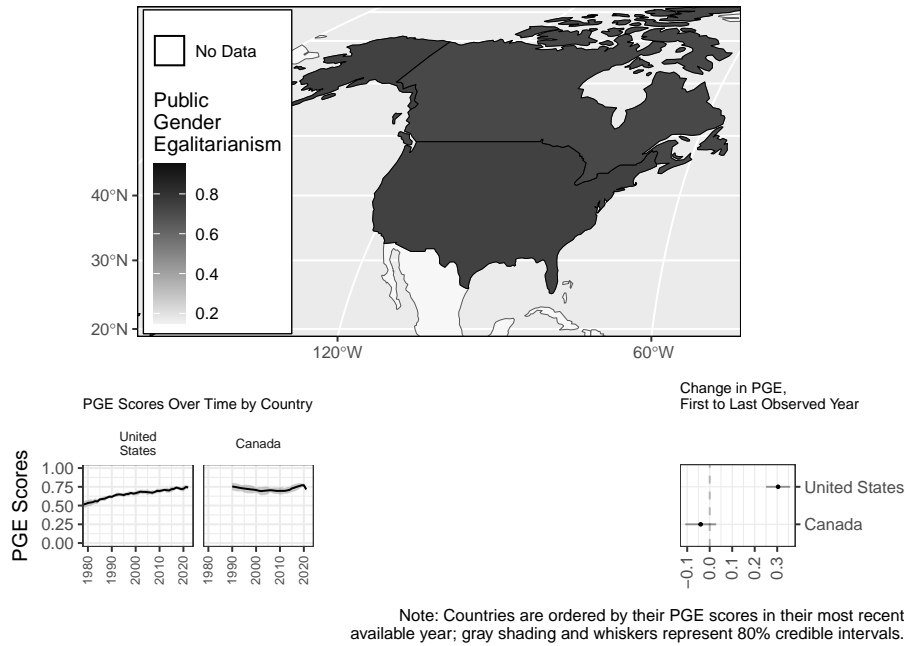 No Data
Public
Gender
Egalitarianism
0.8
0.6
0.4
0.2
40°N
30°N
20°N
120°W
60°W
PGE Scores Over Time by Country
United
States
Canada
PGE Scores
1.00
0.75
0.50
0.25
0.00
1980
1990
2000
2010
2020
1980
1990
2000
2010
2020
Change in PGE,
First to Last Observed Year
United States
Canada
−0.1
0.0
0.1
0.2
0.3
Note: Countries are ordered by their PGE scores in their most recent
available year; gray shading and whiskers represent 80% credible intervals.